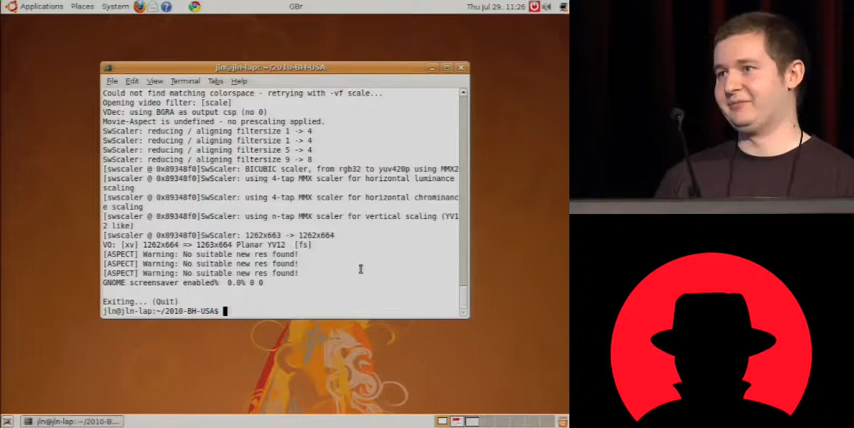 Applications Places System
GBr
Thu Jul 29, 11:26
jln@jln-lap: ~/2010-BH-USA
File Edit View Terminal Tabs Help
Could not find matching colorspace - retrying with -vf scale...
Opening video filter: [scale]
VDec: using BGRA as output csp (no 0)
Movie-Aspect is undefined - no prescaling applied.
SwScaler: reducing / aligning filtersize 1 -> 4
SwScaler: reducing / aligning filtersize 1 -> 4
SwScaler: reducing / aligning filtersize 5 -> 4
SwScaler: reducing / aligning filtersize 9 -> 8
[swscaler @ 0x89348f0]SwScaler: BICUBIC scaler, from rgb32 to yuv420p using MMX2
[swscaler @ 0x89348f0]SwScaler: using 4-tap MMX scaler for horizontal luminance
scaling
[swscaler @ 0x89348f0]SwScaler: using 4-tap MMX scaler for horizontal chrominanc
e scaling
[swscaler @ 0x89348f0]SwScaler: using n-tap MMX scaler for vertical scaling (YV1
2 like)
[swscaler @ 0x89348f0]SwScaler: 1262x663 -> 1262x664
VO: [xv] 1262x664 => 1263x664 Planar YV12 [fs]
[ASPECT] Warning: No suitable new res found!
[ASPECT] Warning: No suitable new res found!
[ASPECT] Warning: No suitable new res found!
GNOME screensaver enabled% 0.0% 0 0
Exiting... (Quit)
jln@jln-lap:~/2010-BH-USA$
jln@jln-lap: ~/2010-B...